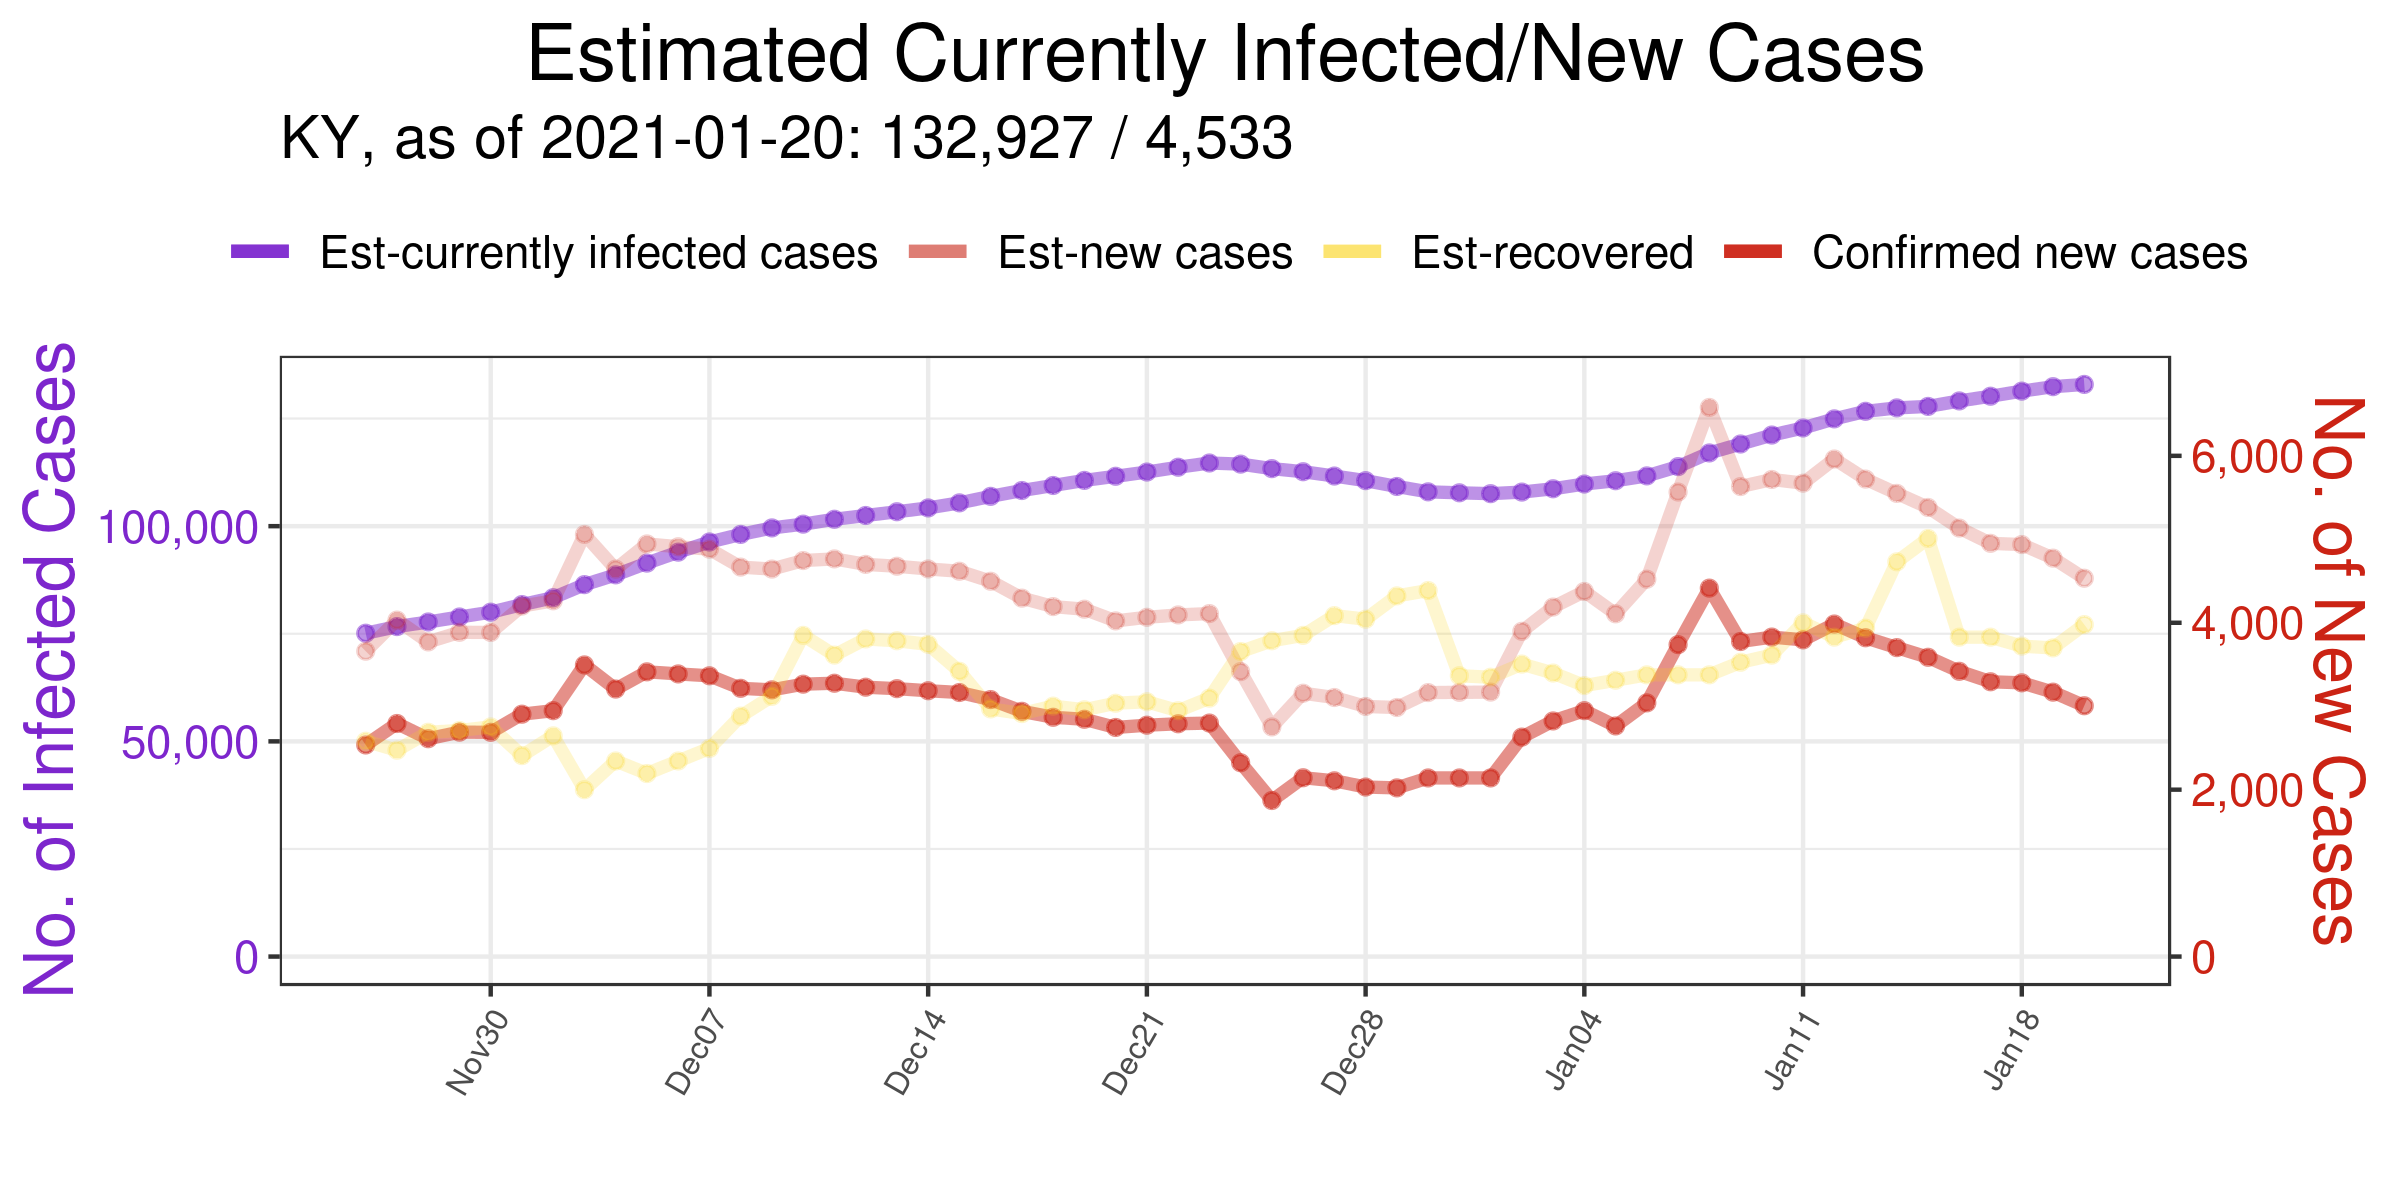 Estimated Currently Infected/New Cases
KY, as of 2021-01-20: 132,927 / 4,533
Est-currently infected cases Est-new cases Est-recovered Confirmed new cases
No. of Infected Cases
100,000
50,000
0
No. of New Cases
6,000
4,000
2,000
0
Nov30 Dec07 Dec14 Dec21 Dec28 Jan04 Jan11 Jan18